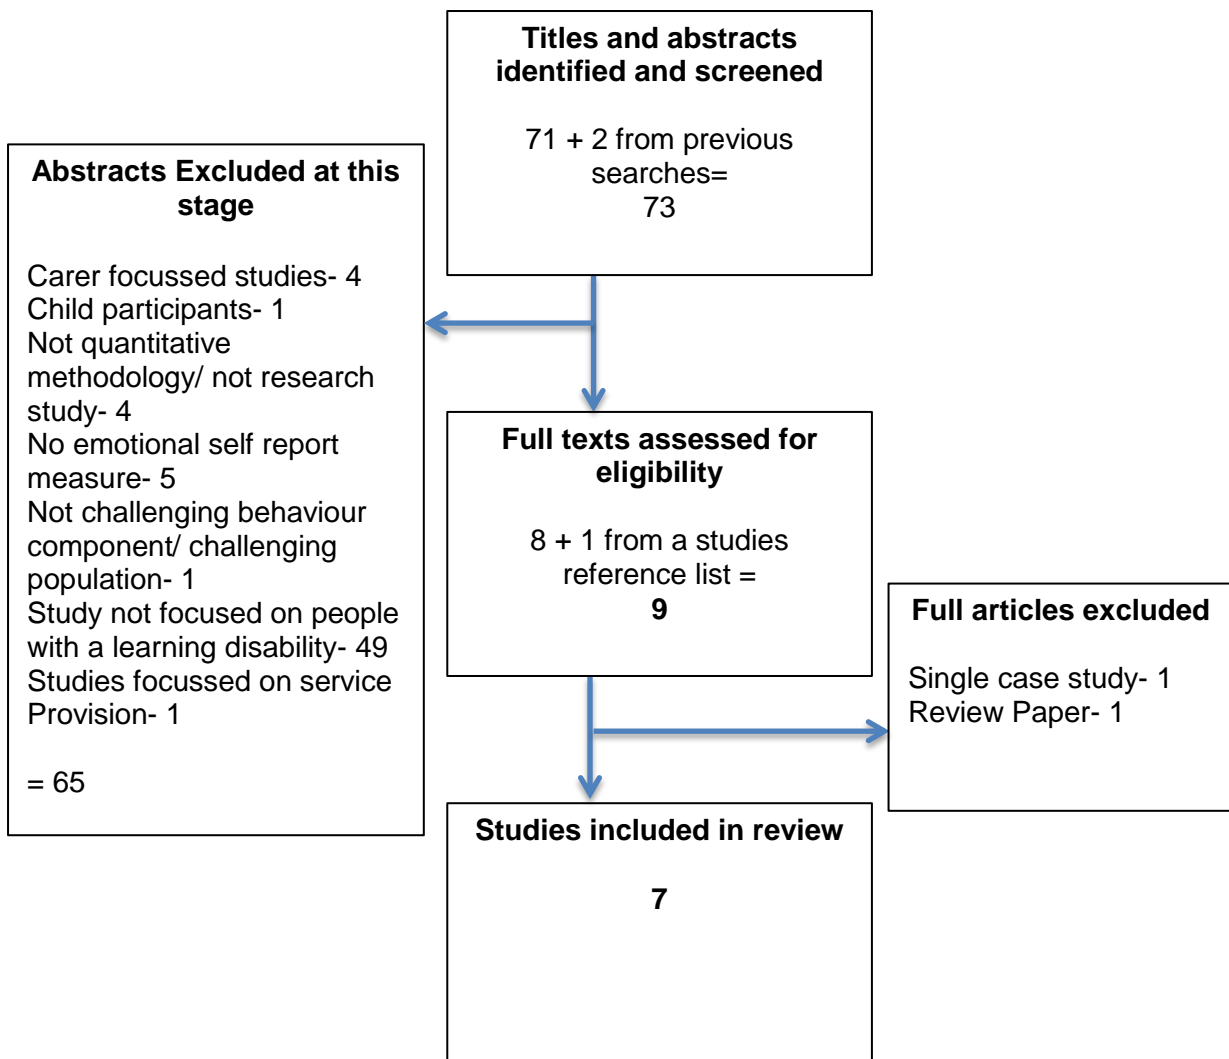 Titles and abstracts
identified and screened
71 + 2 from previous
searches=
73
Abstracts Excluded at this
stage
Carer focussed studies- 4
Child participants- 1
Not quantitative
methodology/ not research
study- 4
No emotional self report
measure- 5
Not challenging behaviour
component/ challenging
population- 1
Study not focused on people
with a learning disability- 49
Studies focussed on service
Provision- 1
= 65
Full texts assessed for
eligibility
8 + 1 from a studies
reference list =
9
Full articles excluded
Single case study- 1
Review Paper- 1
Studies included in review
7